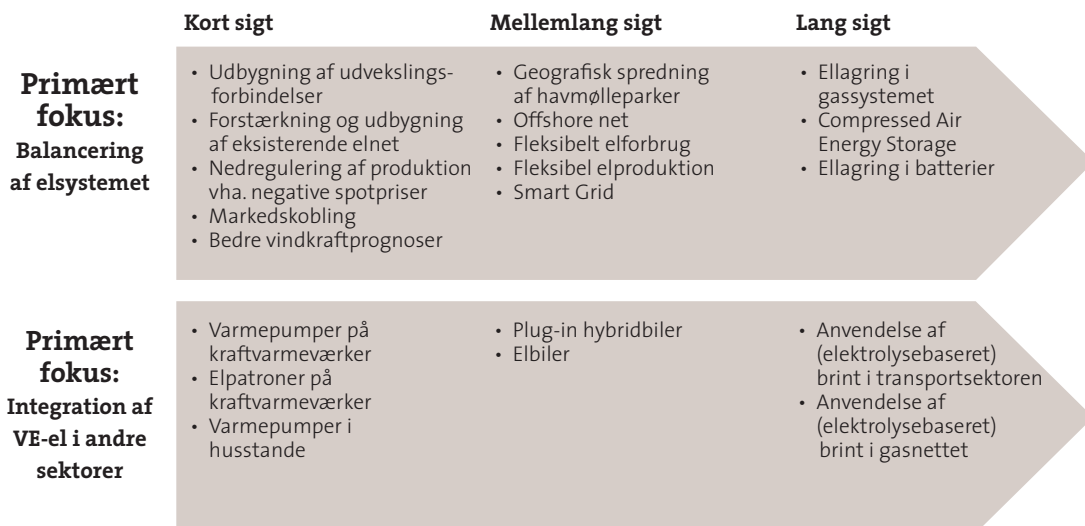 Kort sigt
Mellemlang sigt
Lang sigt
Primært
fokus:
Balancering
af elsystemet
• Udbygning af udvekslings-
forbindelser
• Forstærkning og udbygning
af eksisterende elnet
• Nedregulering af produktion
vha. negative spotpriser
• Markedskobling
• Bedre vindkraftprognoser
• Geografisk spredning
af havmølleparker
• Offshore net
• Fleksibelt elforbrug
• Fleksibel elproduktion
• Smart Grid
• Ellagring i
gassystemet
• Compressed Air
Energy Storage
• Ellagring i batterier
Primært
fokus:
Integration af
VE-el i andre
sektorer
• Varmepumper på
kraftvarmeværker
• Elpatroner på
kraftvarmeværker
• Varmepumper i
husstande
• Plug-in hybridbiler
• Elbiler
• Anvendelse af
(elektrolysebaseret)
brint i transportsektoren
• Anvendelse af
(elektrolysebaseret)
brint i gasnettet